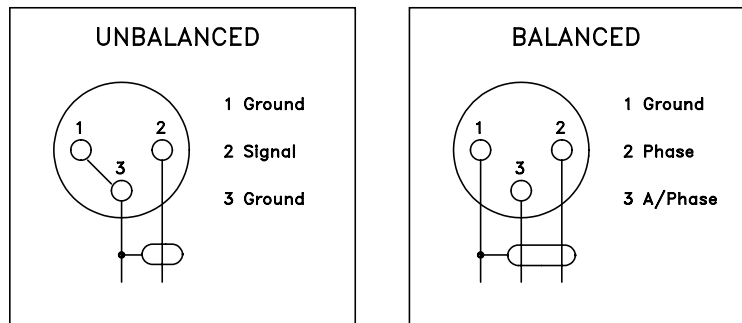 UNBALANCED
1 Ground
1 2
2 Signal
3
3 Ground
BALANCED
1 Ground
1 2
2 Phase
3
3 A/Phase